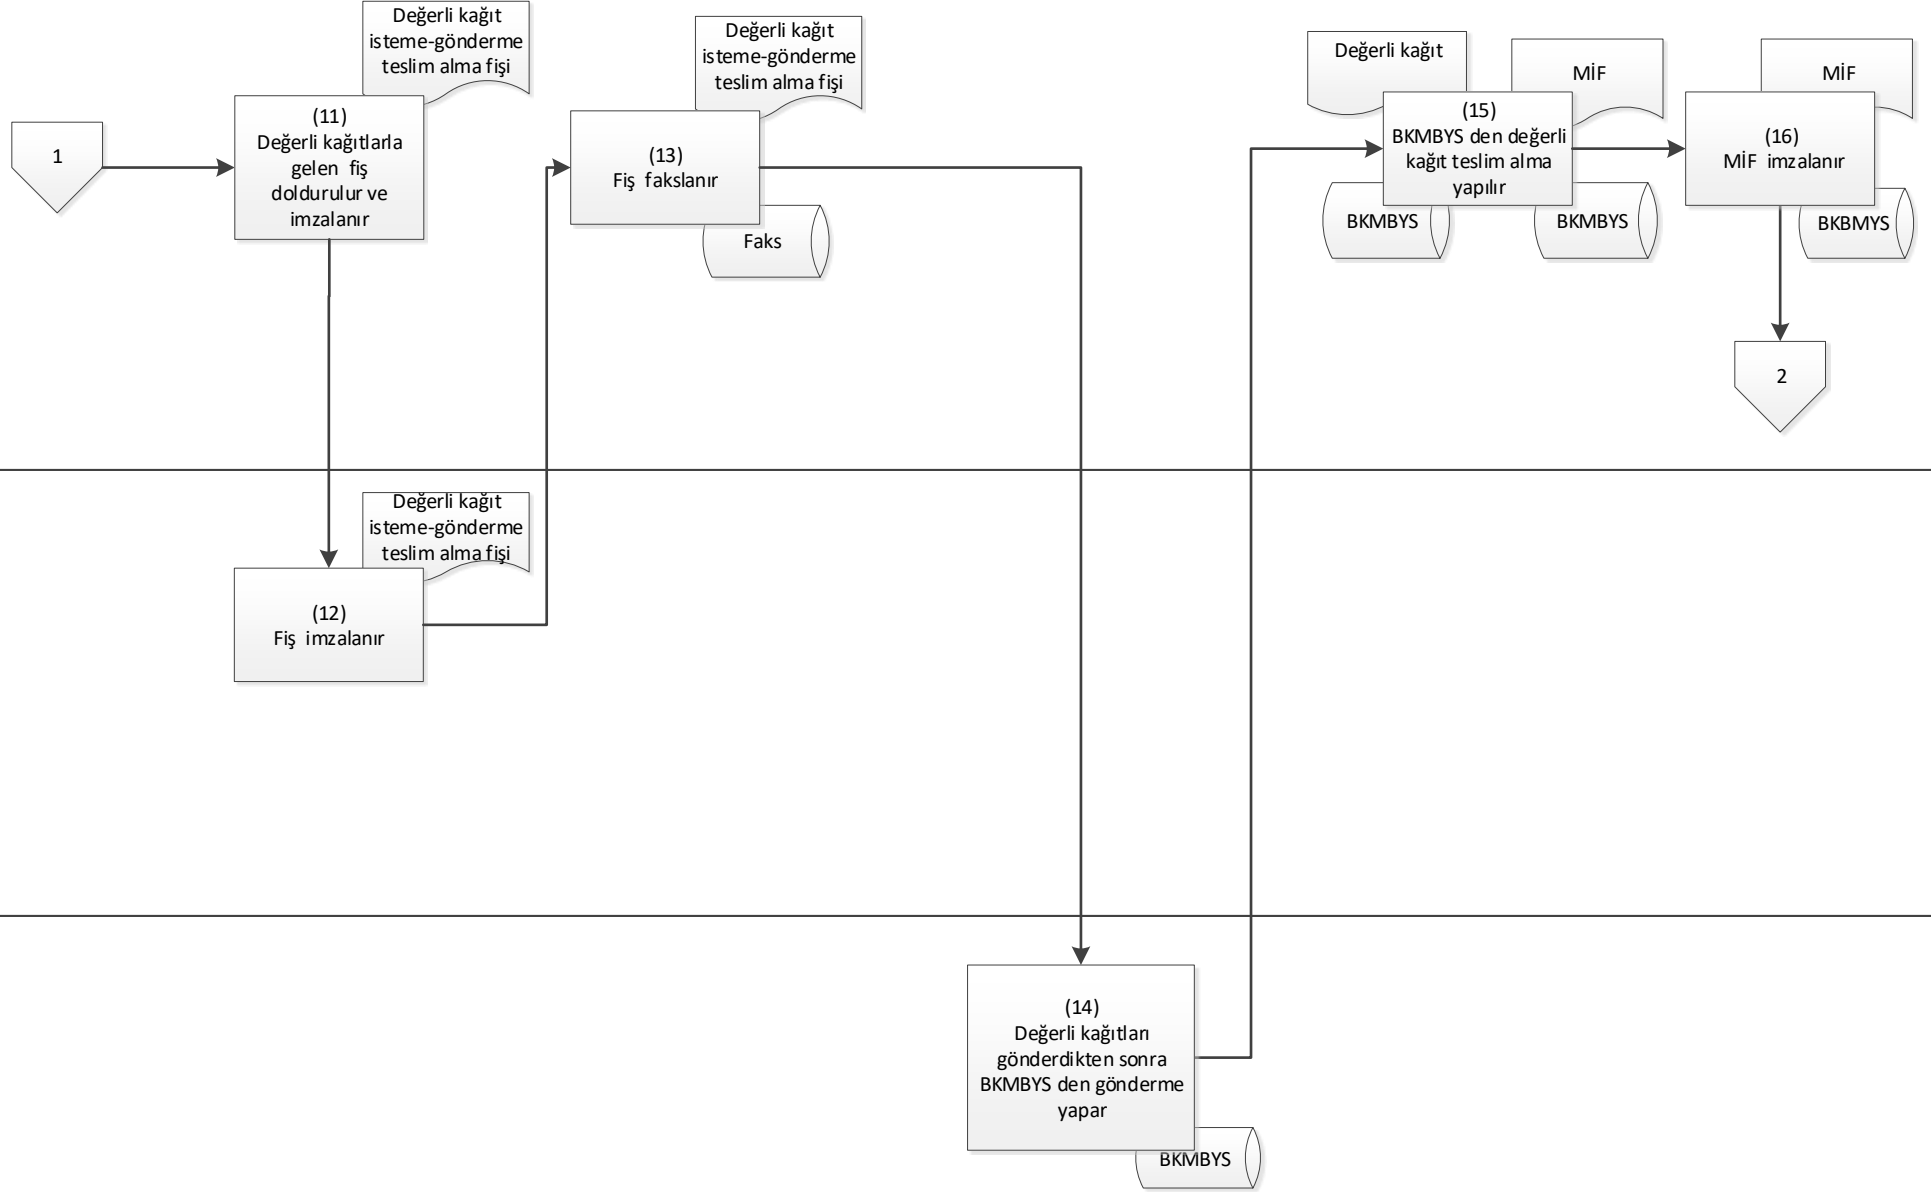 1
Değerli kağıt
isteme-gönderme
teslim alma fişi
(11)
Değerli kağıtlarla
gelen fiş
doldurulur ve
imzalanır
Değerli kağıt
isteme-gönderme
teslim alma fişi
(13)
Fiş fakslanır
Faks
Değerli kağıt
MİF
(15)
BKMBYS den değerli
kağıt teslim alma
yapılır
BKMBYS
BKMBYS
MİF
(16)
MİF imzalanır
BKBMYS
2
Değerli kağıt
isteme-gönderme
teslim alma fişi
(12)
Fiş imzalanır
(14)
Değerli kağıtları
gönderdikten sonra
BKMBYS den gönderme
yapar
BKMBYS